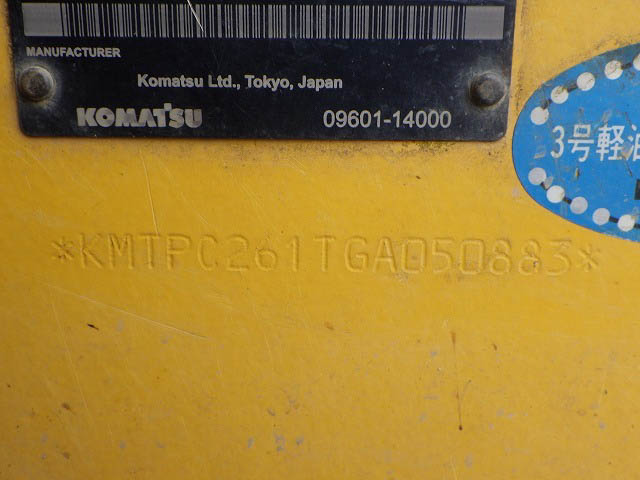 MANUFACTURER
Komatsu Ltd., Tokyo, Japan
KOMATSU
09601-14000
3号軽油
*KMTPC261TGA050883*